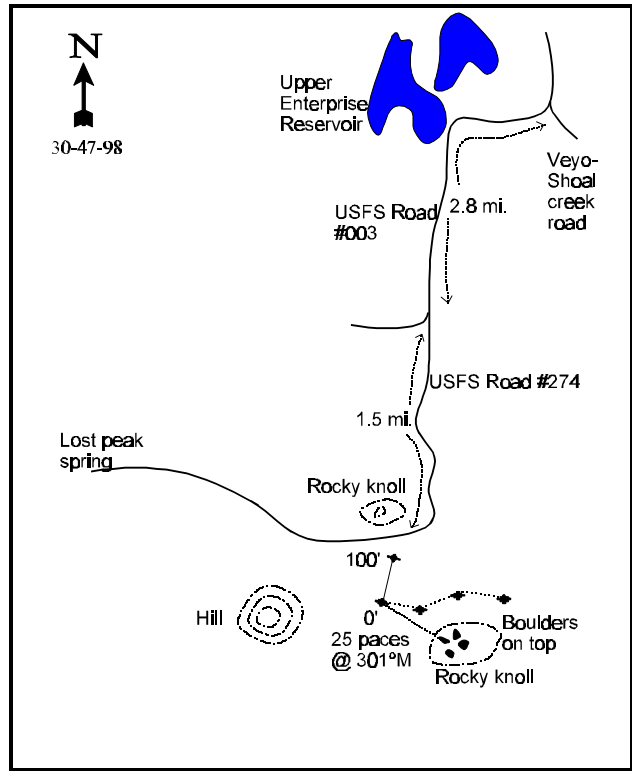 N
30-47-98
Upper
Enterprise
Reservoir
Veyo-
Shoal
creek
road
USFS Road
#003
2.8 mi.
USFS Road #274
1.5 mi.
Lost peak
spring
Rocky knoll
100'
Hill
0'
25 paces
@ 301°M
Boulders
on top
Rocky knoll